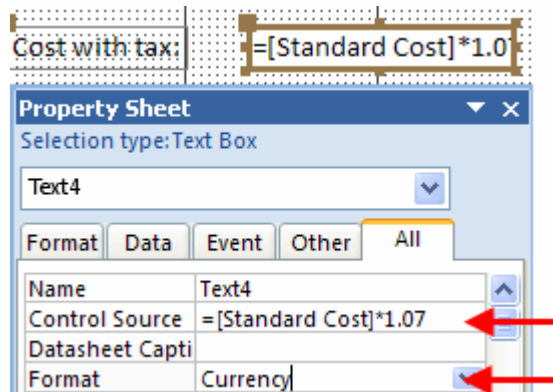 Cost with tax: =[Standard Cost]*1.0
Property Sheet
Selection type: Text Box
Text4
Format Data Event Other All
Name Text4
Control Source =[Standard Cost]*1.07
Datasheet Capti
Format Currency